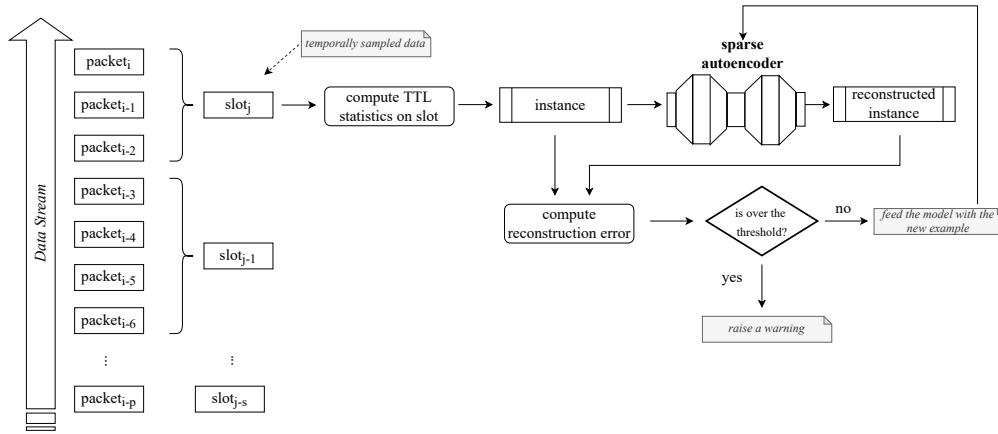 Data Stream
packet_i
packet_i-1
packet_i-2
packet_i-3
packet_i-4
packet_i-5
packet_i-6
⋮
packet_i-p
slot_j
slot_j-1
⋮
slot_j-s
temporally sampled data
compute TTL
statistics on slot
instance
sparse
autoencoder
reconstructed
instance
compute
reconstruction error
is over the
threshold?
no
feed the model with the
new example
yes
raise a warning